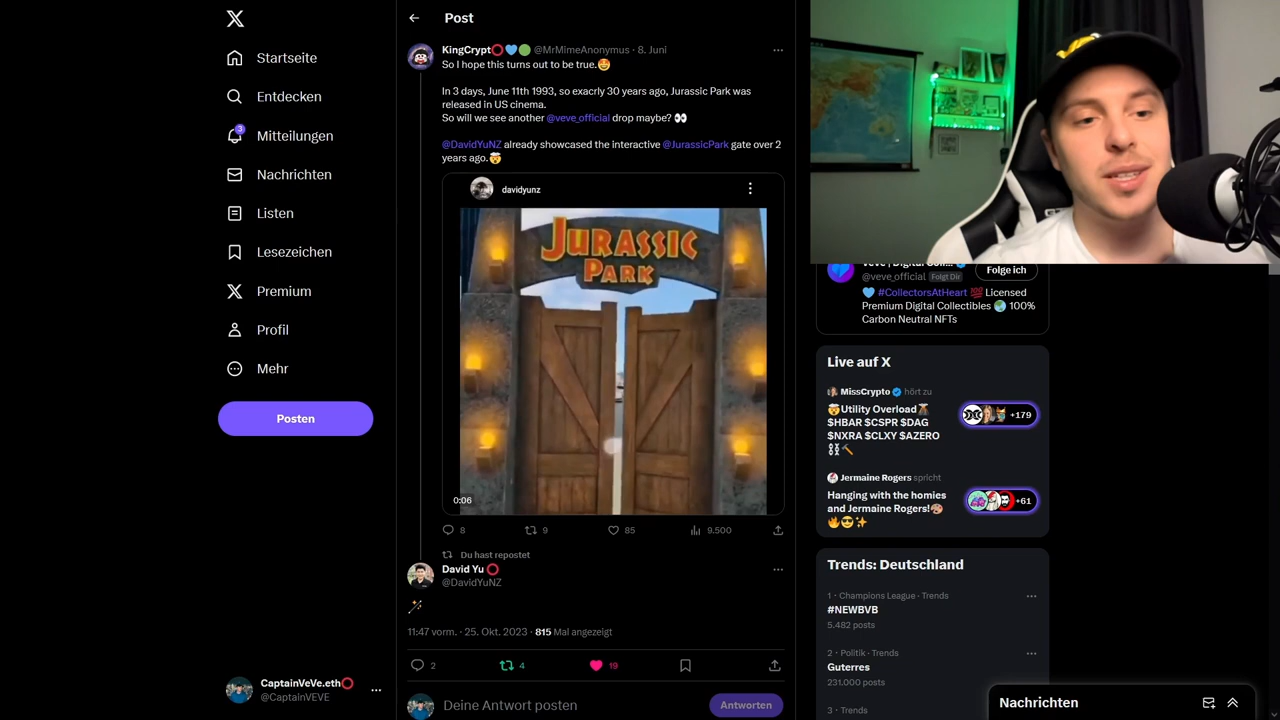 Startseite
Entdecken
3
Mitteilungen
Nachrichten
Listen
Lesezeichen
Premium
Profil
Mehr
Posten
CaptainVeVe.eth⭕
@CaptainVEVE
Post
KingCrypt⭕🩵🟢 @MrMimeAnonymus · 8. Juni
So I hope this turns out to be true.🤩
In 3 days, June 11th 1993, so exacrly 30 years ago, Jurassic Park was
released in US cinema.
So will we see another @veve_official drop maybe? 👀
@DavidYuNZ already showcased the interactive @JurassicPark gate over 2
years ago.🤯
davidyunz
JURASSIC
PARK
0:06
8
9
85
9.500
Du hast repostet
David Yu ⭕
@DavidYuNZ
🪄
11:47 vorm. · 25. Okt. 2023 · 815 Mal angezeigt
2
4
19
Deine Antwort posten
Antworten
@veve_official Folgt Dir
Folge ich
🩵 #CollectorsAtHeart 💯 Licensed
Premium Digital Collectibles 🌏 100%
Carbon Neutral NFTs
Live auf X
MissCrypto hört zu
🤯Utility Overload🌋
$HBAR $CSPR $DAG
$NXRA $CLXY $AZERO
⛓🔨
+179
Jermaine Rogers spricht
Hanging with the homies
and Jermaine Rogers!🎨
🔥😎✨
+61
Trends: Deutschland
1 · Champions League · Trends
#NEWBVB
5.482 posts
2 · Politik · Trends
Guterres
231.000 posts
3 · Trends
Nachrichten